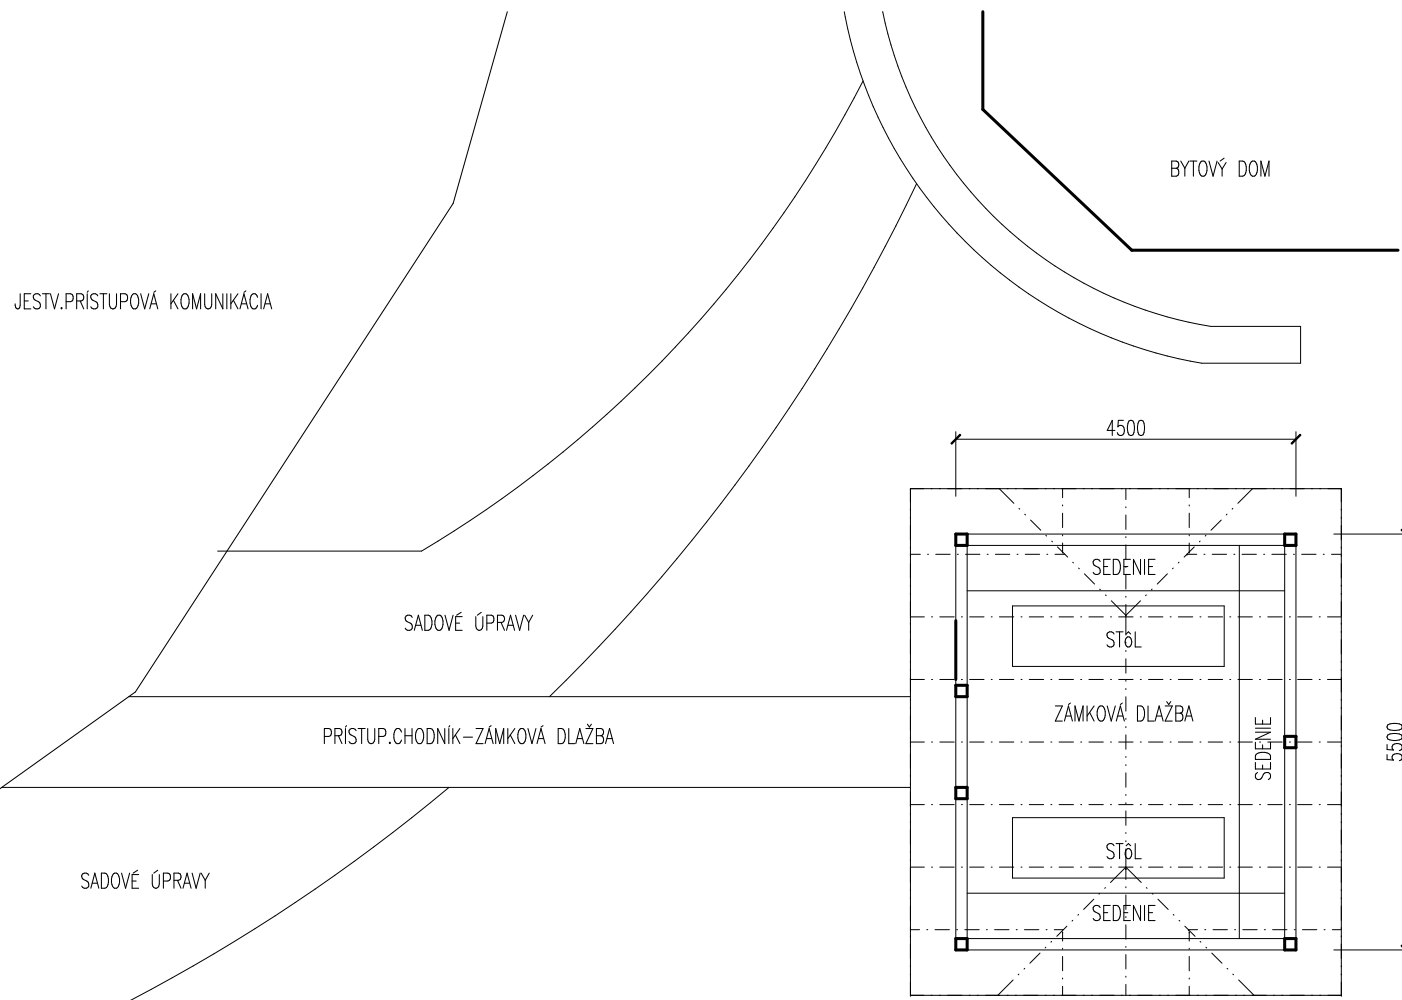 BYTOVÝ DOM
JESTV.PRÍSTUPOVÁ KOMUNIKÁCIA
4500
SEDENIE
SADOVÉ ÚPRAVY
STôL
ZÁMKOVÁ DLAŽBA
PRÍSTUP.CHODNÍK-ZÁMKOVÁ DLAŽBA
SEDENIE
5500
STôL
SADOVÉ ÚPRAVY
SEDENIE